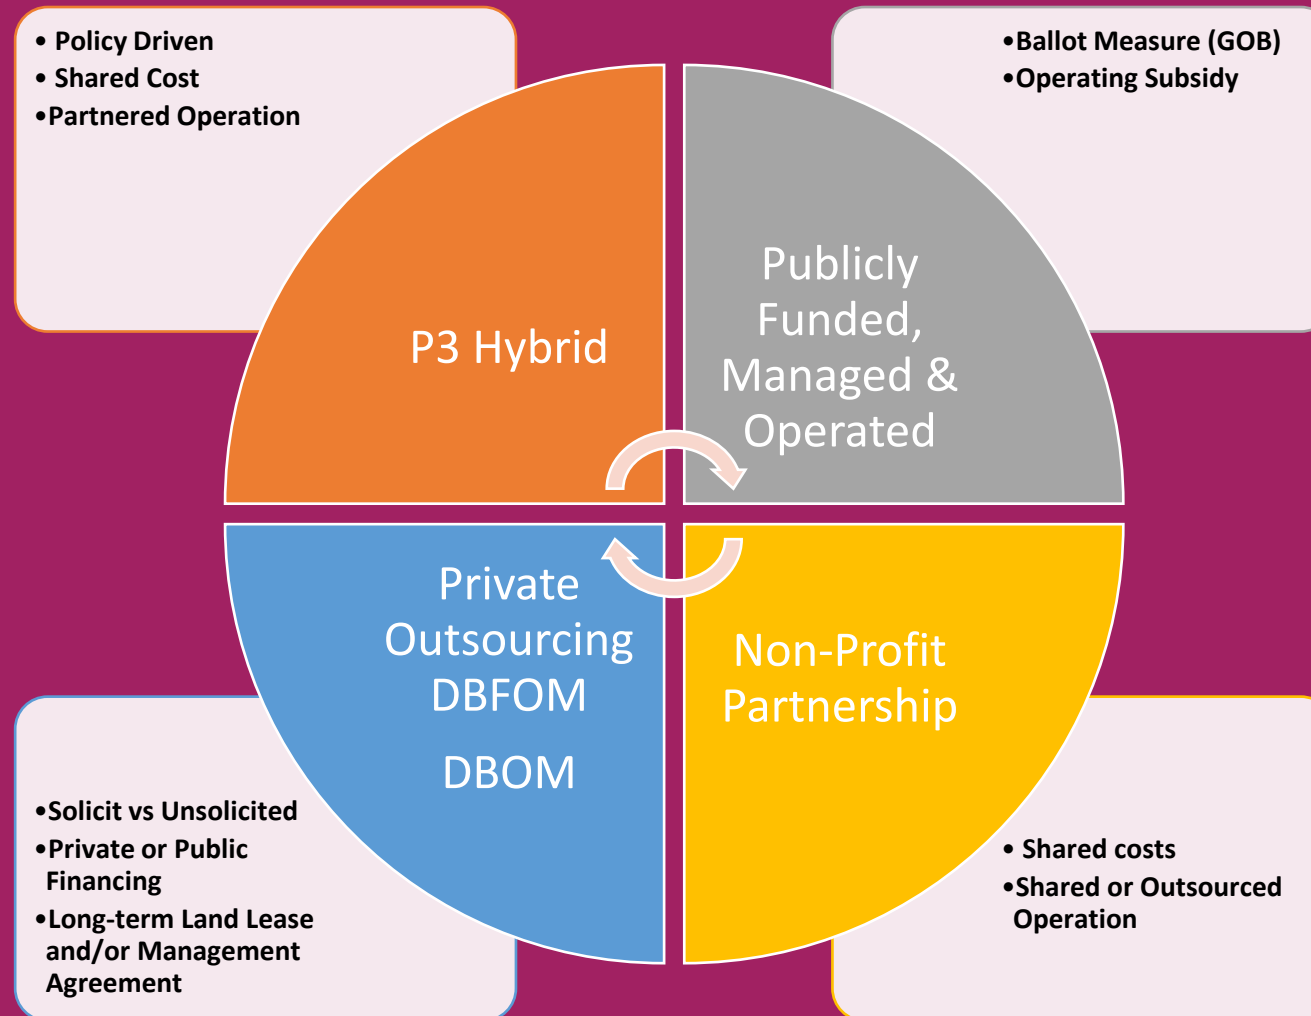 • Policy Driven
• Shared Cost
•Partnered Operation
•Ballot Measure (GOB)
•Operating Subsidy
P3 Hybrid
Publicly
Funded,
Managed &
Operated
Private
Outsourcing
DBFOM
DBOM
Non-Profit
Partnership
•Solicit vs Unsolicited
•Private or Public
Financing
•Long-term Land Lease
and/or Management
Agreement
• Shared costs
•Shared or Outsourced
Operation